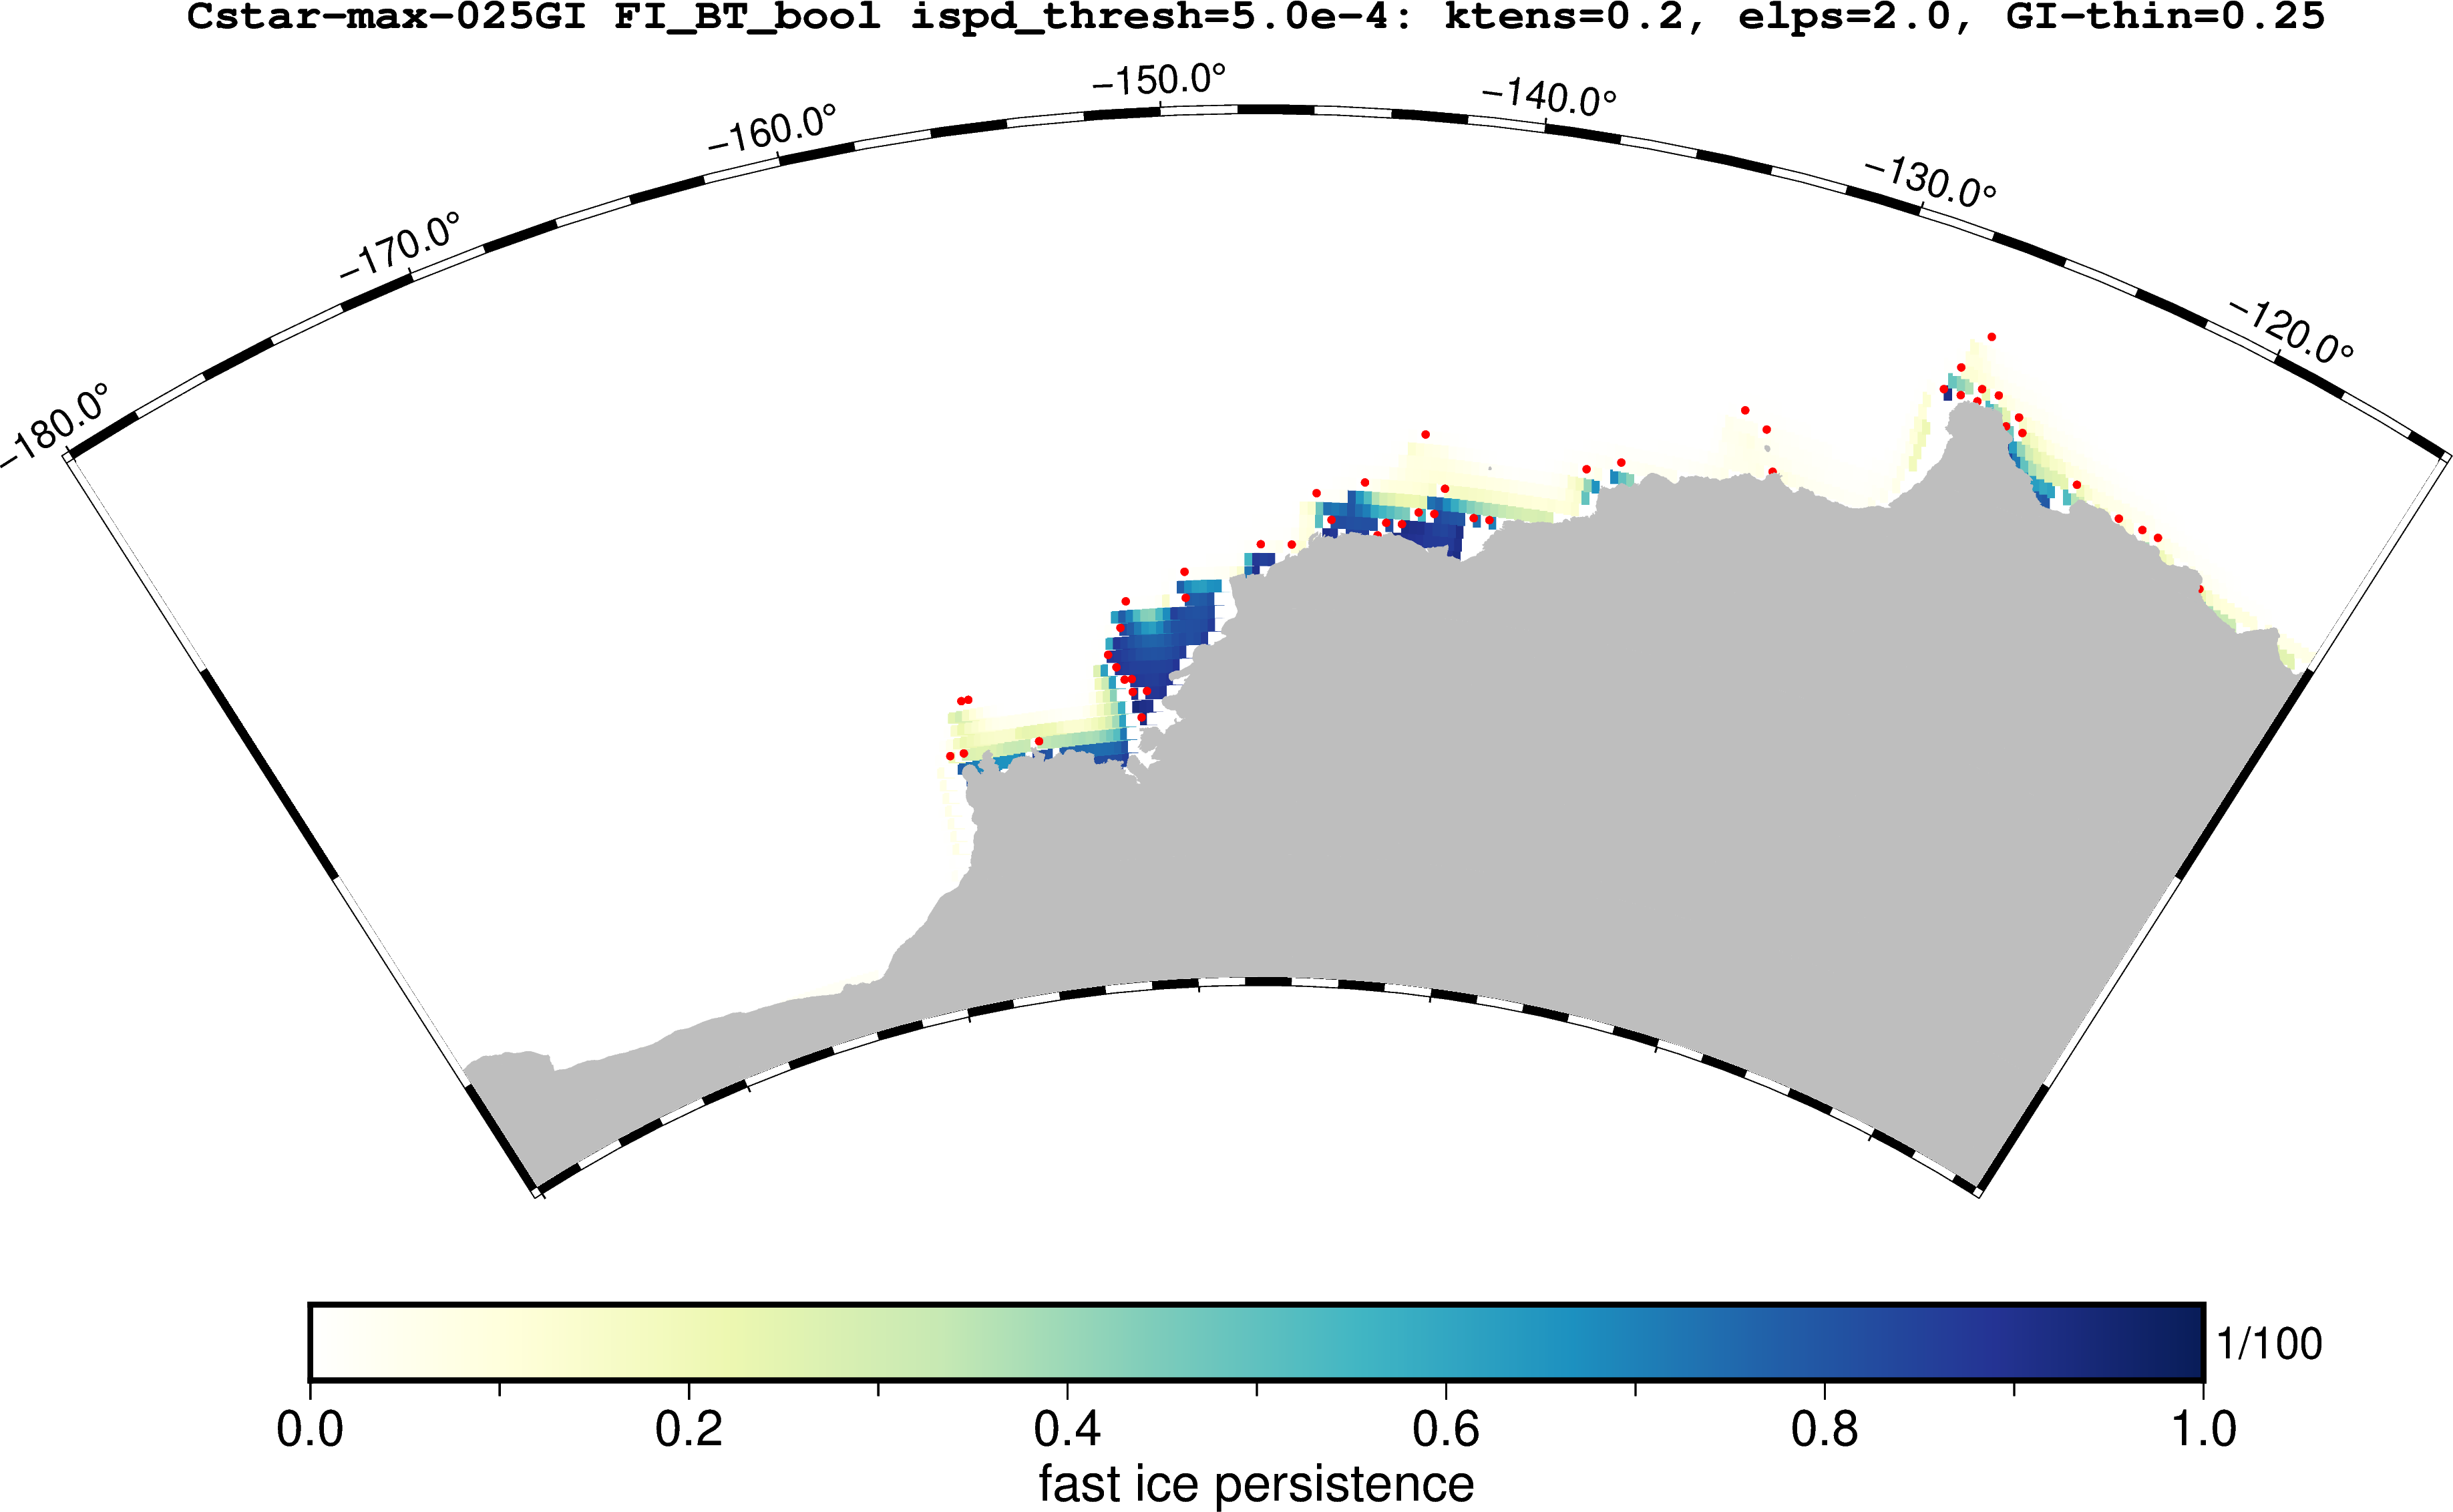 Cstar-max-025GI FI_BT_bool ispd_thresh=5.0e-4: ktens=0.2, elps=2.0, GI-thin=0.25
-180.0°
-170.0°
-160.0°
-150.0°
-140.0°
-130.0°
-120.0°
1/100
0.0 0.2 0.4 0.6 0.8 1.0
fast ice persistence